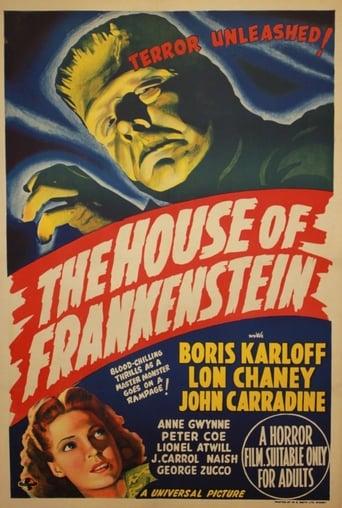 TERROR UNLEASHED!
THE HOUSE OF
FRANKENSTEIN
WITH
BLOOD-CHILLING
THRILLS AS A
MASTER MONSTER
GOES ON A
RAMPAGE!
BORIS KARLOFF
LON CHANEY
JOHN CARRADINE
ANNE GWYNNE
PETER COE
LIONEL ATWILL
J. CARROL NAISH
GEORGE ZUCCO
A HORROR
FILM. SUITABLE ONLY
FOR ADULTS
A UNIVERSAL PICTURE